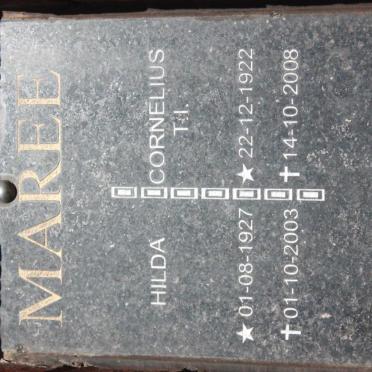 MAREE
HILDA CORNELIUS
T.I.
★ 01-08-1927 ★ 22-12-1922
✝ 01-10-2003 ✝ 14-10-2008